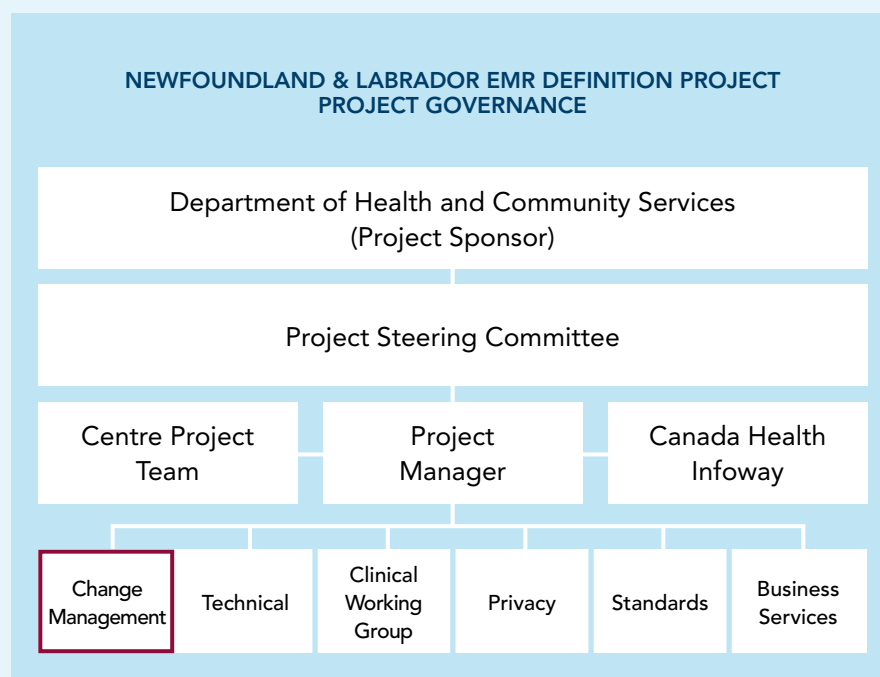 NEWFOUNDLAND & LABRADOR EMR DEFINITION PROJECT
PROJECT GOVERNANCE
Department of Health and Community Services
(Project Sponsor)
Project Steering Committee
Centre Project
Team
Project
Manager
Canada Health
Infoway
Change
Management
Technical
Clinical
Working
Group
Privacy
Standards
Business
Services